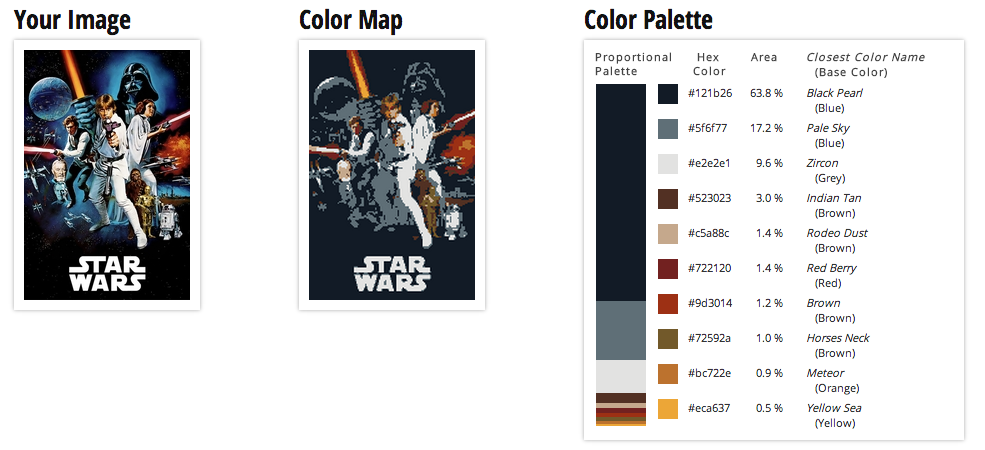 Your Image
Color Map
Color Palette
STAR
WARS
STAR
WARS
Proportional Hex Area Closest Color Name
Palette Color (Base Color)
#121b26 63.8 % Black Pearl
(Blue)
#5f6f77 17.2 % Pale Sky
(Blue)
#e2e2e1 9.6 % Zircon
(Grey)
#523023 3.0 % Indian Tan
(Brown)
#c5a88c 1.4 % Rodeo Dust
(Brown)
#722120 1.4 % Red Berry
(Red)
#9d3014 1.2 % Brown
(Brown)
#72592a 1.0 % Horses Neck
(Brown)
#bc722e 0.9 % Meteor
(Orange)
#eca637 0.5 % Yellow Sea
(Yellow)